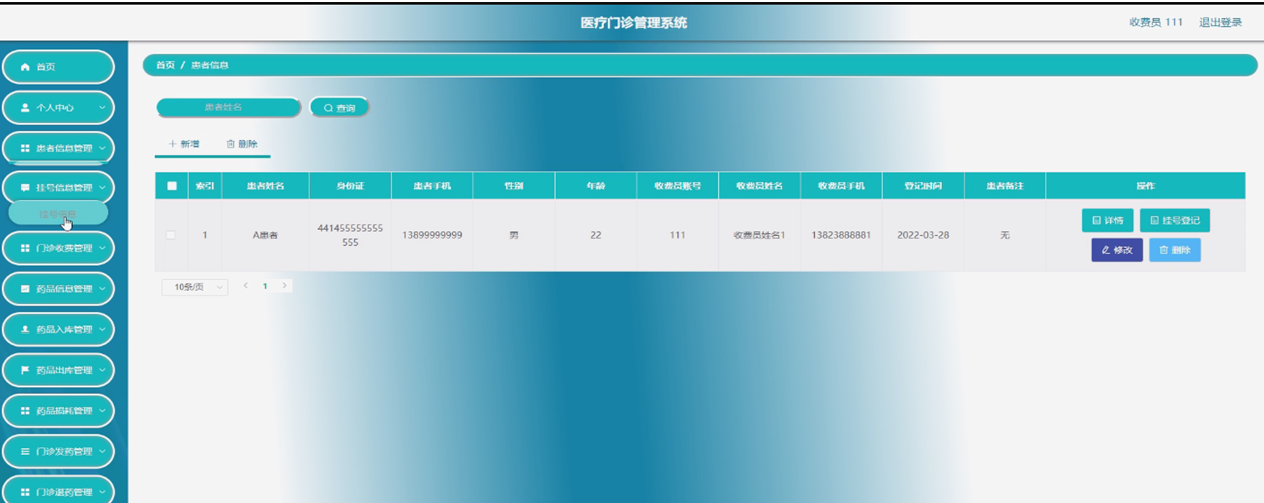 医疗门诊管理系统
收费员 111 退出登录
首页
个人中心
患者信息管理
挂号信息管理
挂号信息
门诊收费管理
药品信息管理
药品入库管理
药品出库管理
药品损耗管理
门诊发药管理
门诊退药管理
首页 / 患者信息
患者姓名 查询
新增 删除
索引 患者姓名 身份证 患者手机 性别 年龄 收费员账号 收费员姓名 收费员手机 登记时间 患者备注 操作
1 A患者 441455555555555 13899999999 男 22 111 收费员姓名1 13823888881 2022-03-28 无 详情 挂号登记
修改 删除
10条/页 < 1 >